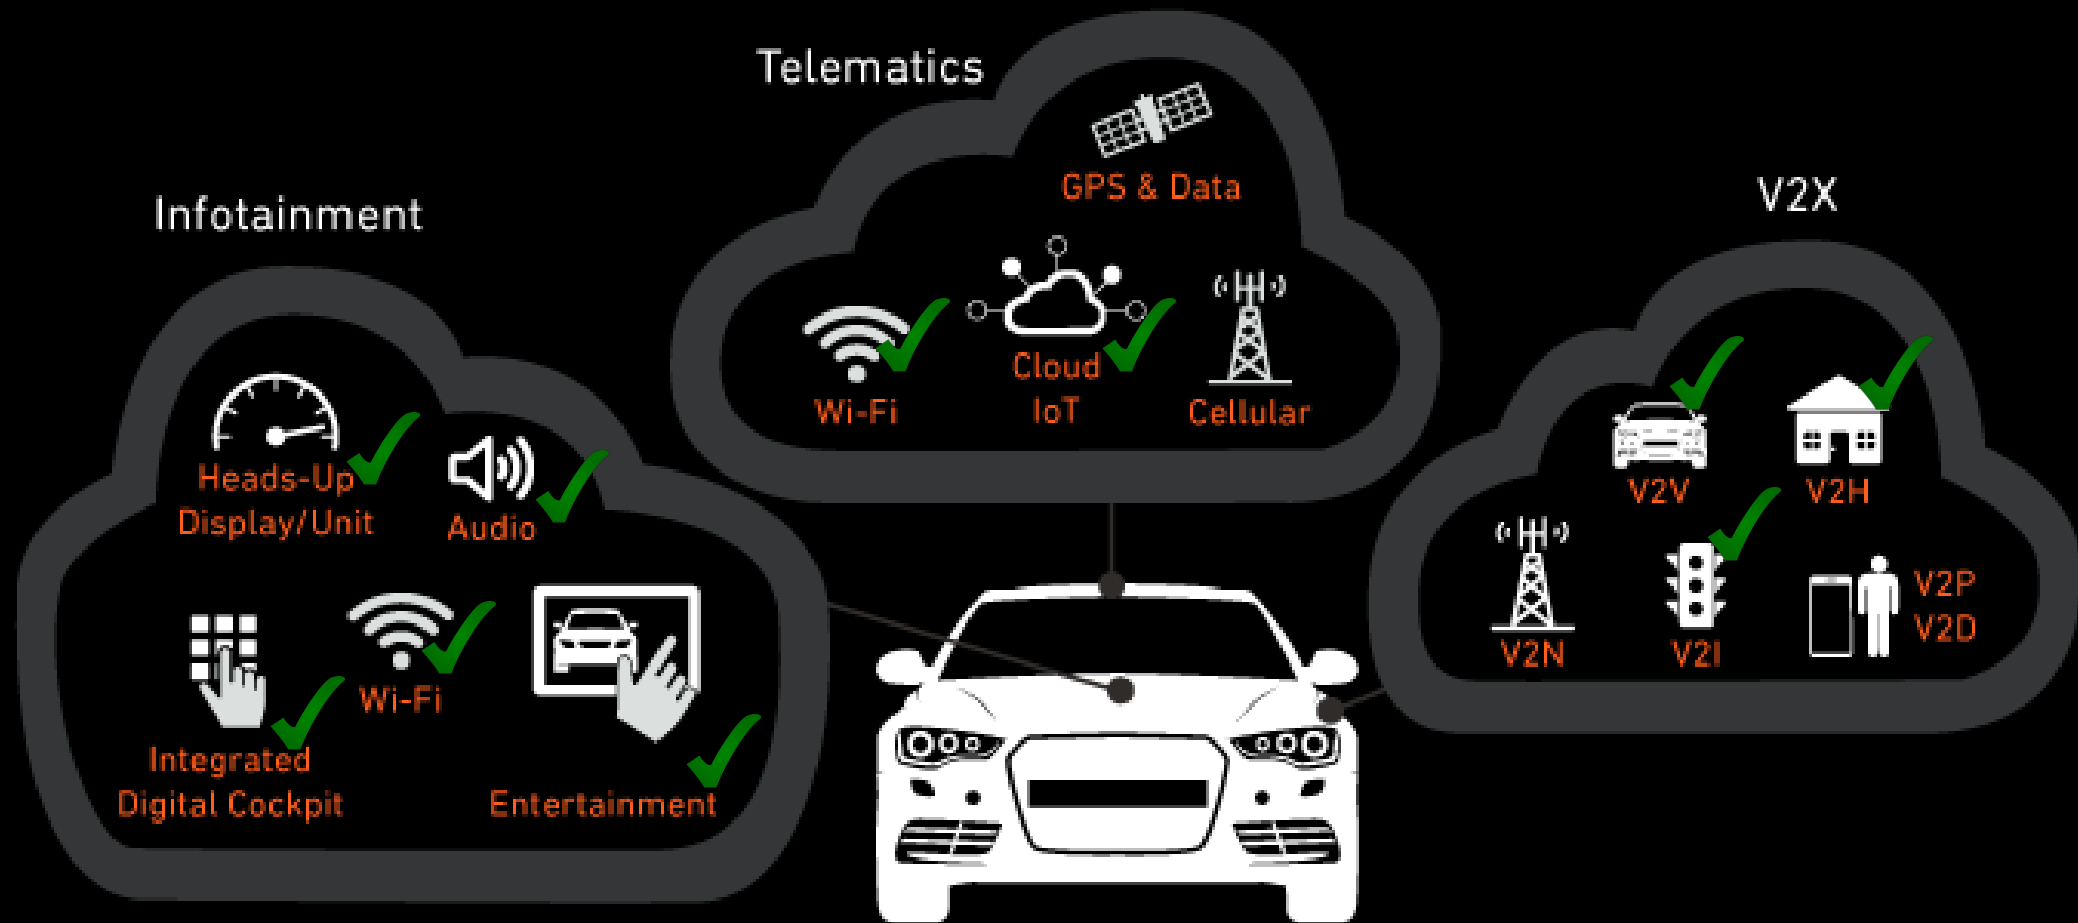 Telematics
GPS & Data
Wi-Fi
Cloud
IoT
Cellular
Infotainment
Heads-Up
Display/Unit
Audio
Wi-Fi
Integrated
Digital Cockpit
Entertainment
V2X
V2V
V2H
V2N
V2I
V2P
V2D